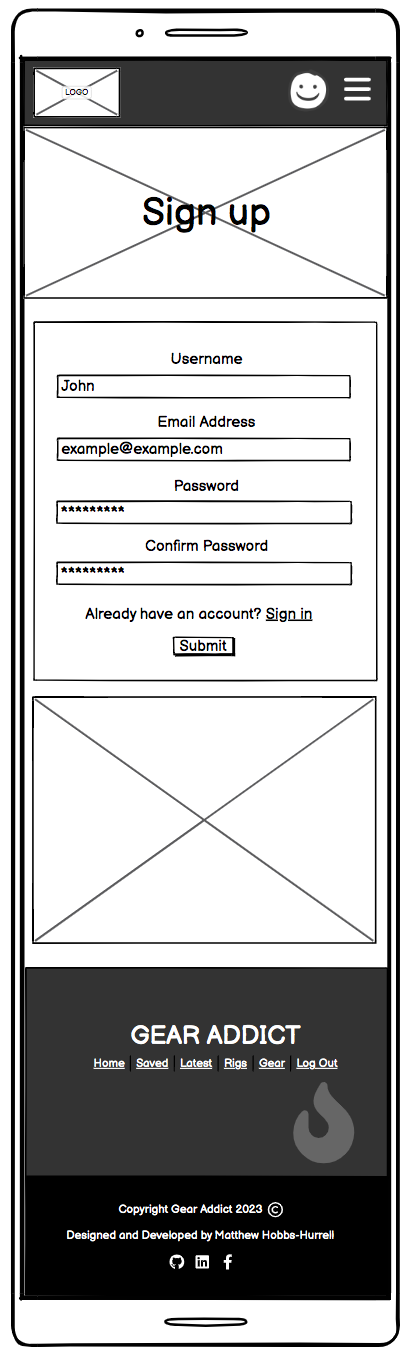 LOGO
Sign up
Username
John
Email Address
example@example.com
Password
*********
Confirm Password
*********
Already have an account? Sign in
Submit
GEAR ADDICT
Home | Saved | Latest | Rigs | Gear | Log Out
Copyright Gear Addict 2023 ©
Designed and Developed by Matthew Hobbs-Hurrell